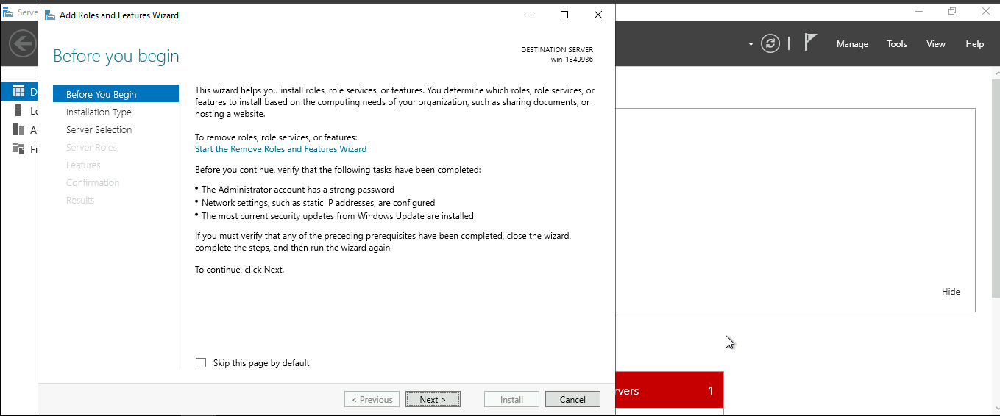 Serve
Add Roles and Features Wizard
Manage
Tools
View
Help
Before you begin
DESTINATION SERVER
win-1349936
Before You Begin
Installation Type
Server Selection
Server Roles
Features
Confirmation
Results
This wizard helps you install roles, role services, or features. You determine which roles, role services, or
features to install based on the computing needs of your organization, such as sharing documents, or
hosting a website.
To remove roles, role services, or features:
Start the Remove Roles and Features Wizard
Before you continue, verify that the following tasks have been completed:
• The Administrator account has a strong password
• Network settings, such as static IP addresses, are configured
• The most current security updates from Windows Update are installed
If you must verify that any of the preceding prerequisites have been completed, close the wizard,
complete the steps, and then run the wizard again.
To continue, click Next.
Hide
Skip this page by default
< Previous
Next >
Install
Cancel
vers
1